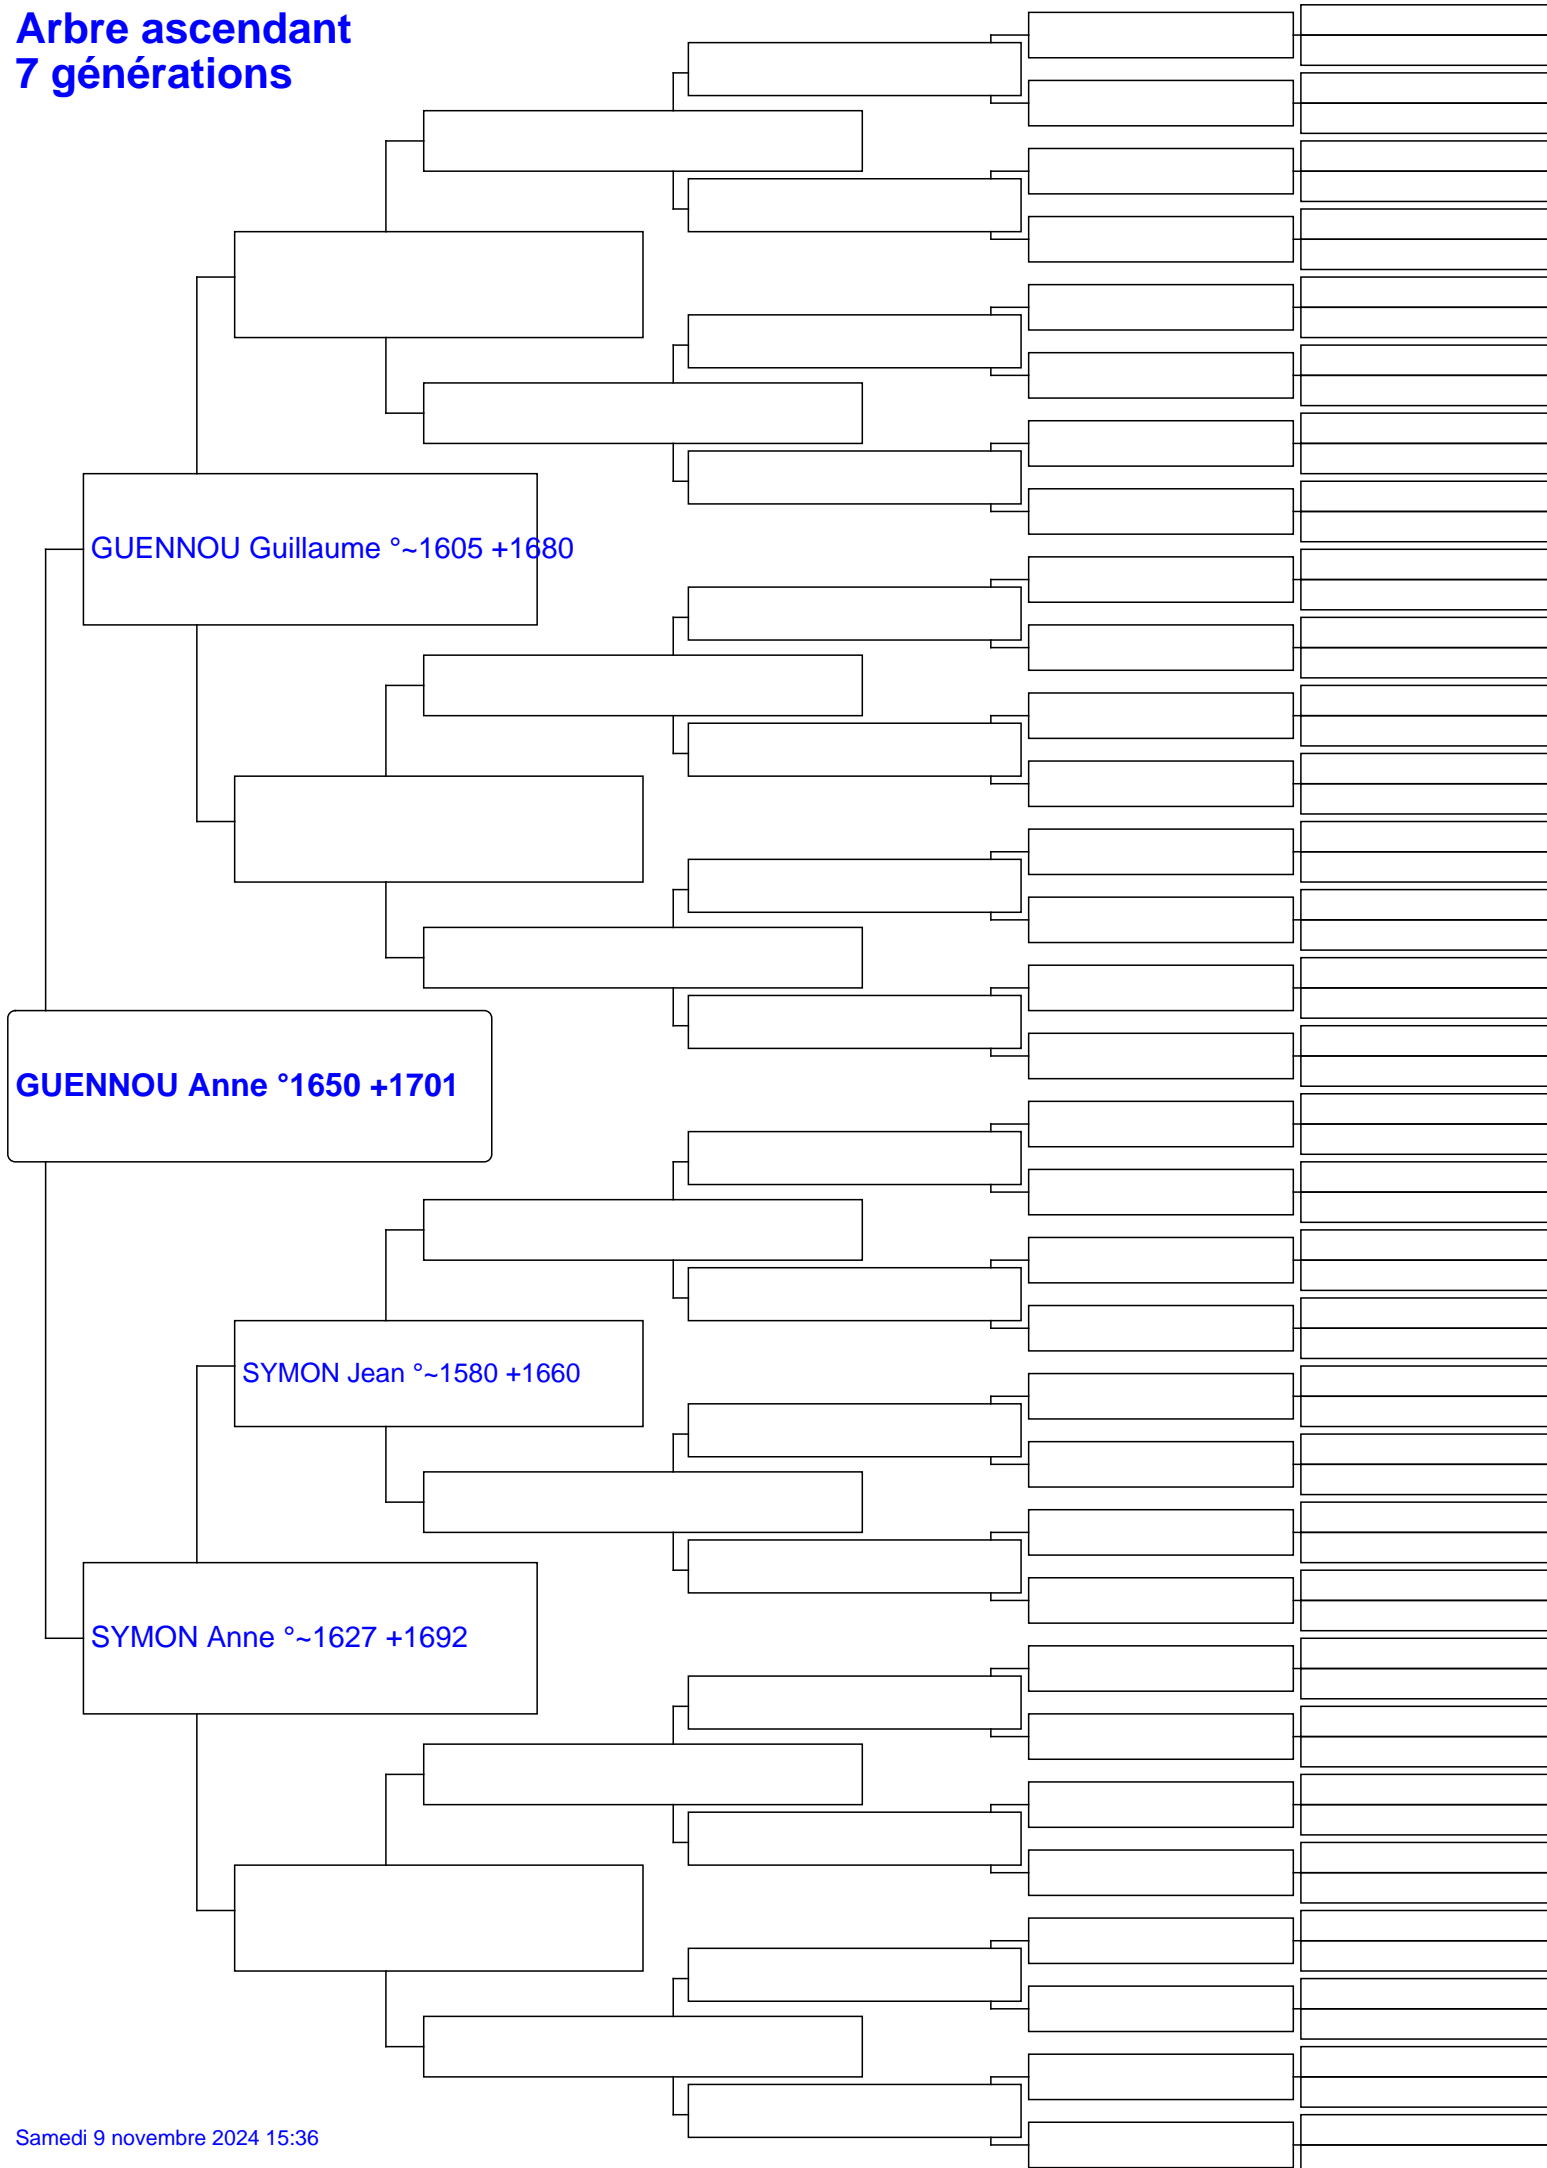 Arbre ascendant
7 générations
GUENNOU Guillaume °~1605 +1680
GUENNOU Anne °1650 +1701
SYMON Jean °~1580 +1660
SYMON Anne °~1627 +1692
Samedi 9 novembre 2024 15:36